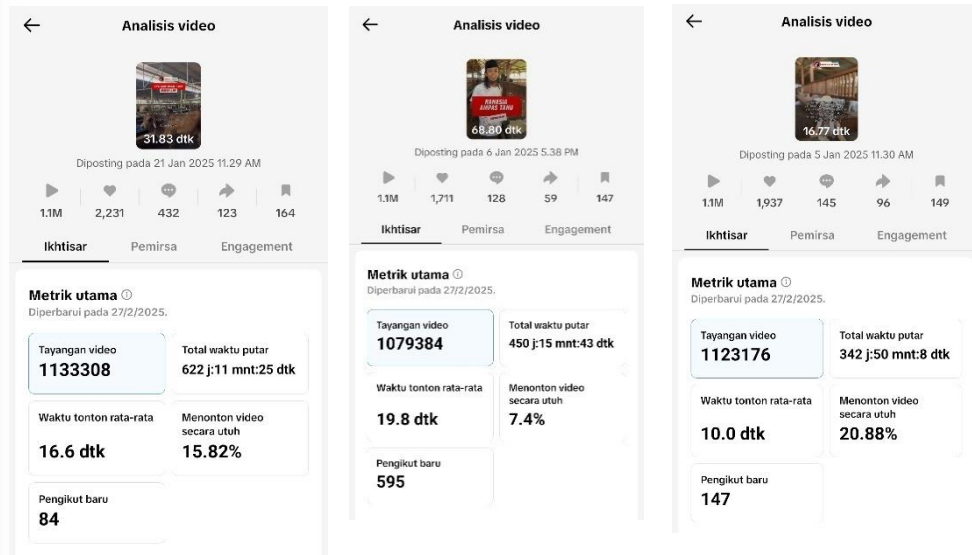 Analisis video
31.83 dtk
Diposting pada 21 Jan 2025 11.29 AM
1.1M 2,231 432 123 164
Ikhtisar Pemirsa Engagement
Metrik utama
Diperbarui pada 27/2/2025.
Tayangan video
1133308
Total waktu putar
622 j:11 mnt:25 dtk
Waktu tonton rata-rata
16.6 dtk
Menonton video
secara utuh
15.82%
Pengikut baru
84
Analisis video
RAHASIA
AMPAS TAHU
68.80 dtk
Diposting pada 6 Jan 2025 5.38 PM
1.1M 1,711 128 59 147
Ikhtisar Pemirsa Engagement
Metrik utama
Diperbarui pada 27/2/2025.
Tayangan video
1079384
Total waktu putar
450 j:15 mnt:43 dtk
Waktu tonton rata-rata
19.8 dtk
Menonton video
secara utuh
7.4%
Pengikut baru
595
Analisis video
16.77 dtk
Diposting pada 5 Jan 2025 11.30 AM
1.1M 1,937 145 96 149
Ikhtisar Pemirsa Engagement
Metrik utama
Diperbarui pada 27/2/2025.
Tayangan video
1123176
Total waktu putar
342 j:50 mnt:8 dtk
Waktu tonton rata-rata
10.0 dtk
Menonton video
secara utuh
20.88%
Pengikut baru
147